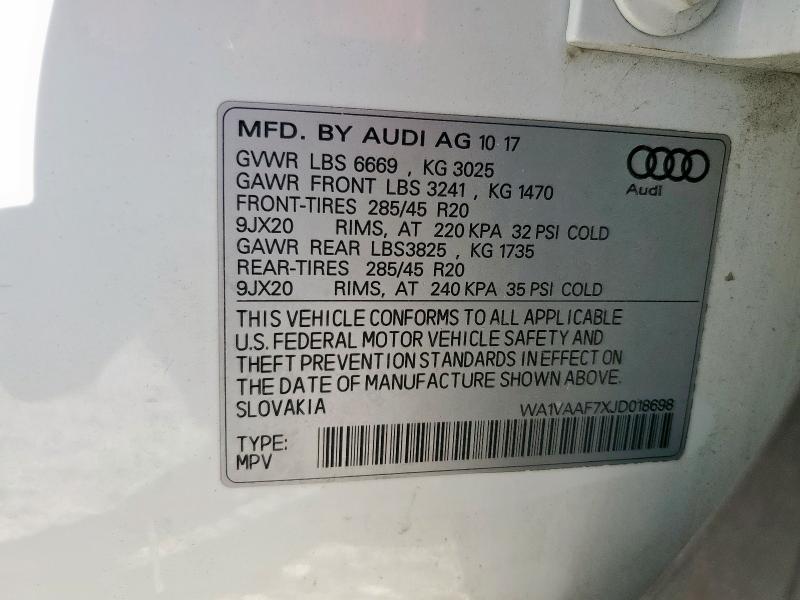 MFD. BY AUDI AG 10 17
GVWR LBS 6669 , KG 3025
GAWR FRONT LBS 3241 , KG 1470
FRONT-TIRES 285/45 R20
9JX20 RIMS, AT 220 KPA 32 PSI COLD
GAWR REAR LBS3825 , KG 1735
REAR-TIRES 285/45 R20
9JX20 RIMS, AT 240 KPA 35 PSI COLD
Audi
THIS VEHICLE CONFORMS TO ALL APPLICABLE
U.S. FEDERAL MOTOR VEHICLE SAFETY AND
THEFT PREVENTION STANDARDS IN EFFECT ON
THE DATE OF MANUFACTURE SHOWN ABOVE.
SLOVAKIA WA1VAAF7XJD018698
TYPE:
MPV